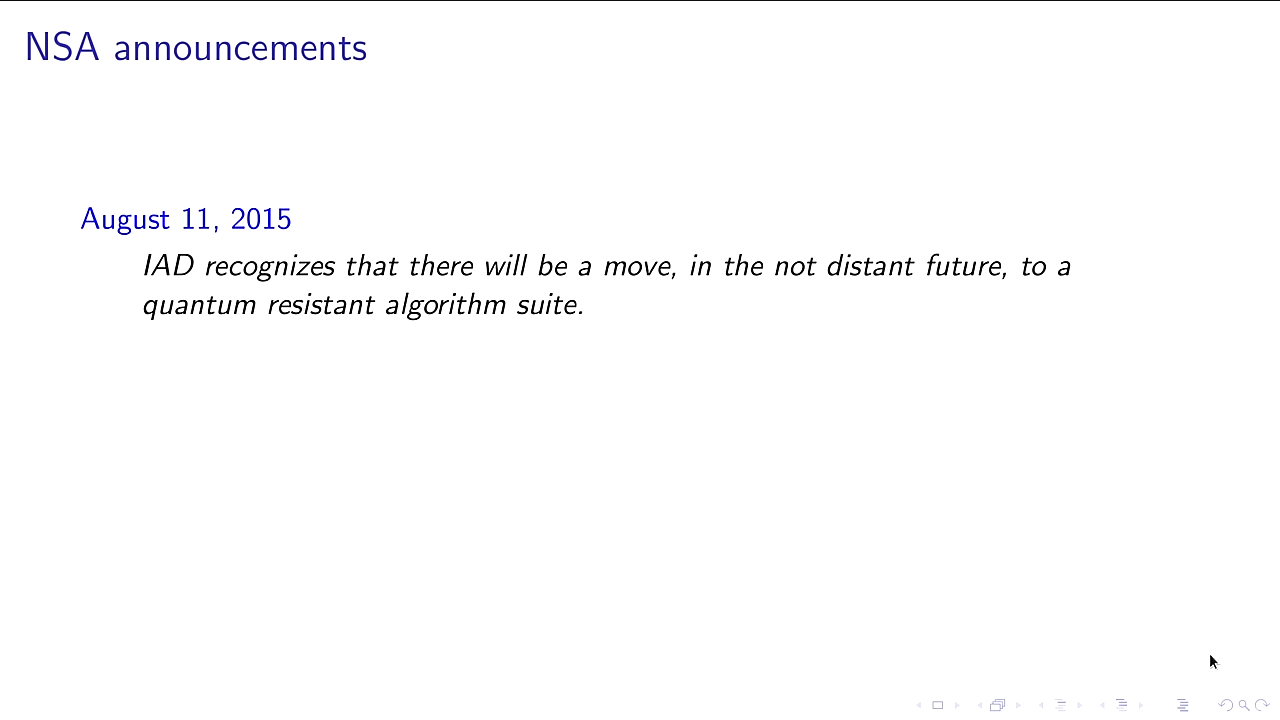 NSA announcements
August 11, 2015
IAD recognizes that there will be a move, in the not distant future, to a
quantum resistant algorithm suite.